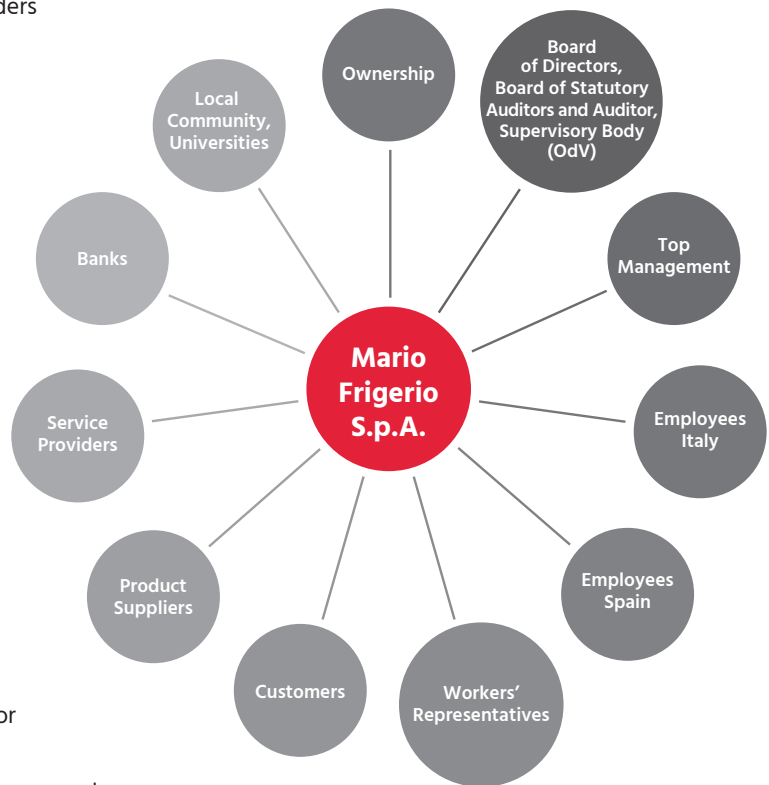 ders
Ownership
Board
of Directors,
Board of Statutory
Auditors and Auditor,
Supervisory Body
(OdV)
Local
Community,
Universities
Top
Management
Banks
Mario
Frigerio
S.p.A.
Employees
Italy
Service
Providers
Employees
Spain
Product
Suppliers
Customers
Workers’
Representatives
or